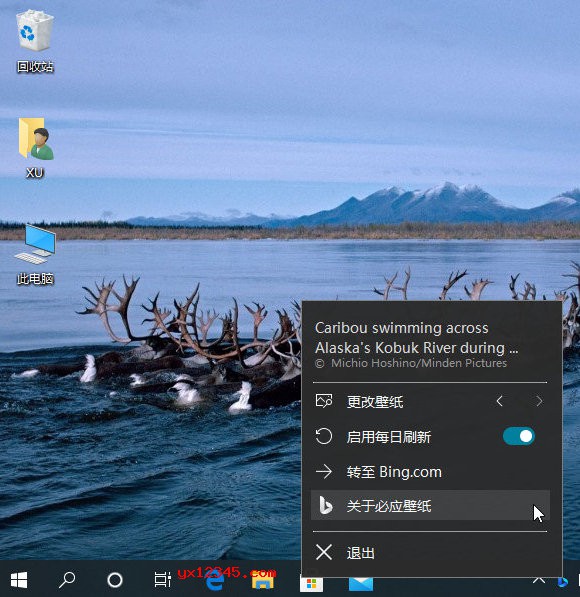 回收站
XU
此电脑
Caribou swimming across
Alaska's Kobuk River during ...
© Michio Hoshino/Minden Pictures
更改壁纸
启用每日刷新
转至 Bing.com
关于必应壁纸
退出
yx12345.com